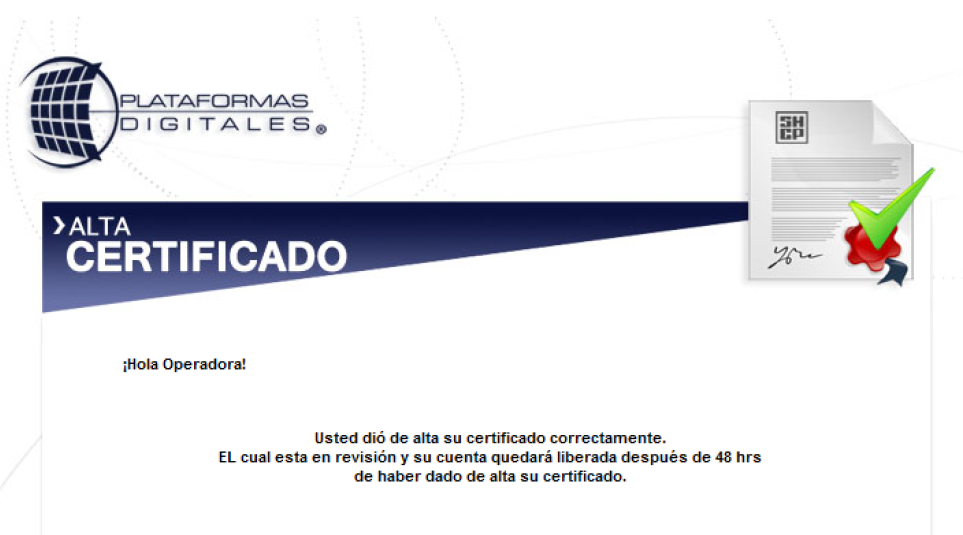 PLATAFORMAS
DIGITALES®
SH
CP
ALTA
CERTIFICADO
¡Hola Operadora!
Usted dió de alta su certificado correctamente.
EL cual esta en revisión y su cuenta quedará liberada después de 48 hrs
de haber dado de alta su certificado.